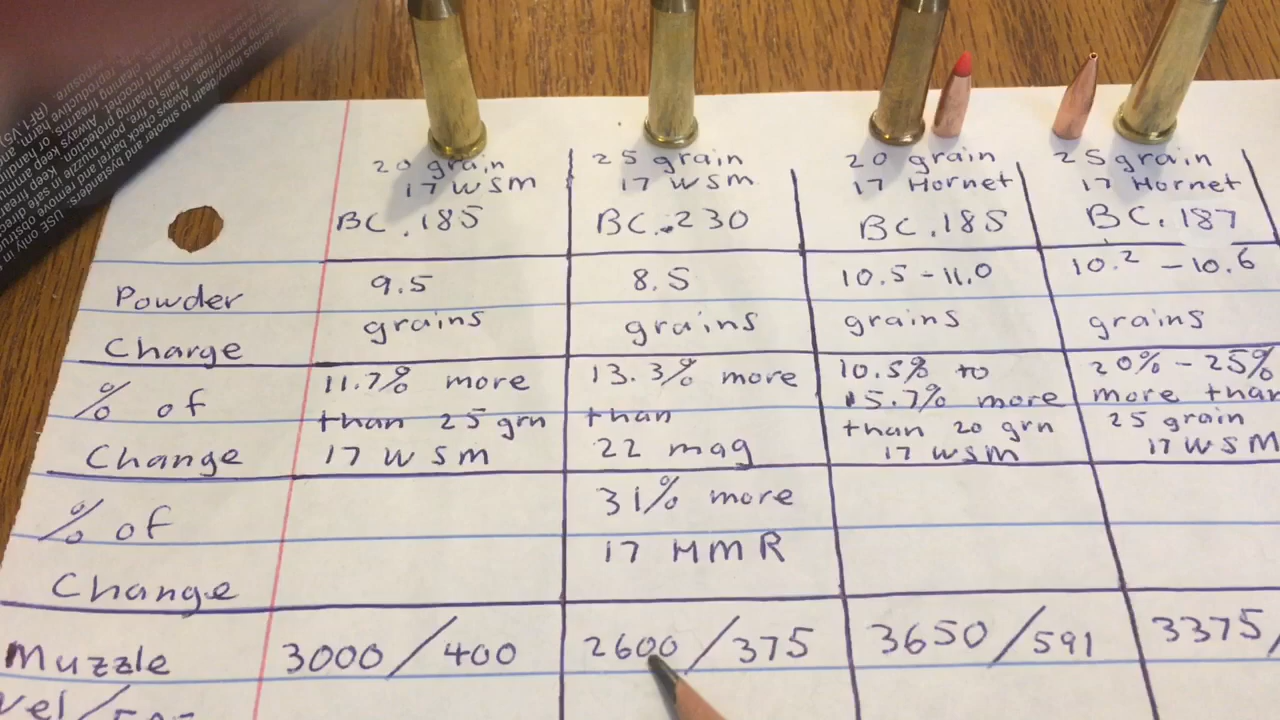 20 grain
17 WSM
BC .185
25 grain
17 WSM
BC .230
20 grain
17 Hornet
BC .185
25 grain
17 Hornet
BC .187
Powder
Charge
9.5
grains
8.5
grains
10.5 - 11.0
grains
10.2 - 10.6
grains
% of
Change
11.7% more
than 25 grn
17 WSM
13.3% more
than
22 mag
10.5% to
15.7% more
than 20 grn
17 WSM
20% - 25%
more than
25 grain
17 WSM
% of
Change
31% more
17 HMR
Muzzle
3000 / 400
2600 / 375
3650 / 591
3375 /